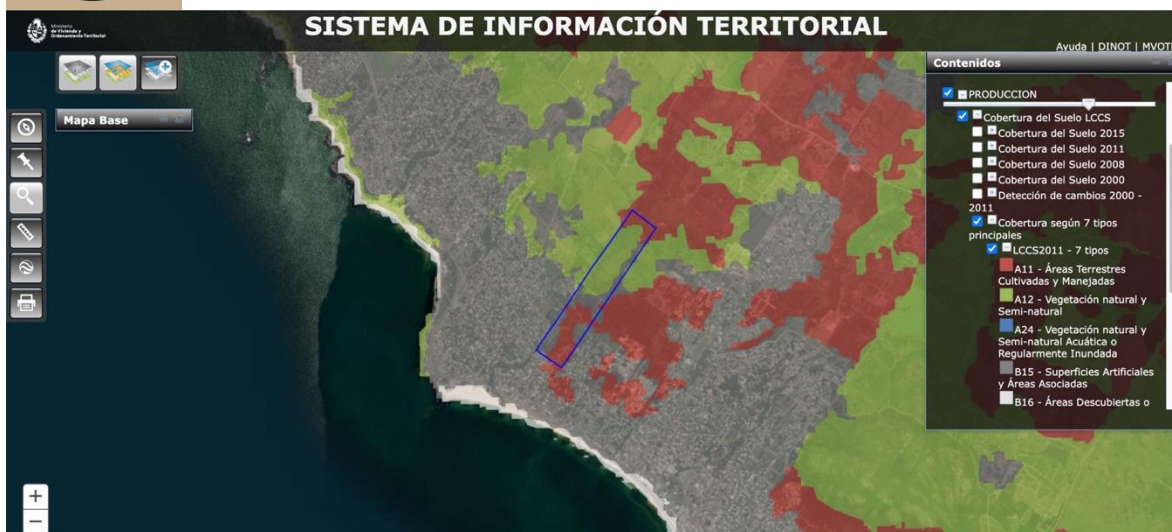 Ministerio
de Vivienda y
Ordenamiento Territorial
SISTEMA DE INFORMACIÓN TERRITORIAL
Ayuda | DINOT | MVOT
Mapa Base
Contenidos
PRODUCCION
Cobertura del Suelo LCCS
Cobertura del Suelo 2015
Cobertura del Suelo 2011
Cobertura del Suelo 2008
Cobertura del Suelo 2000
Detección de cambios 2000 -
2011
Cobertura según 7 tipos
principales
LCCS2011 - 7 tipos
A11 - Áreas Terrestres
Cultivadas y Manejadas
A12 - Vegetación natural y
Semi-natural
A24 - Vegetación natural y
Semi-natural Acuática o
Regularmente Inundada
B15 - Superficies Artificiales
y Áreas Asociadas
B16 - Áreas Descubiertas o